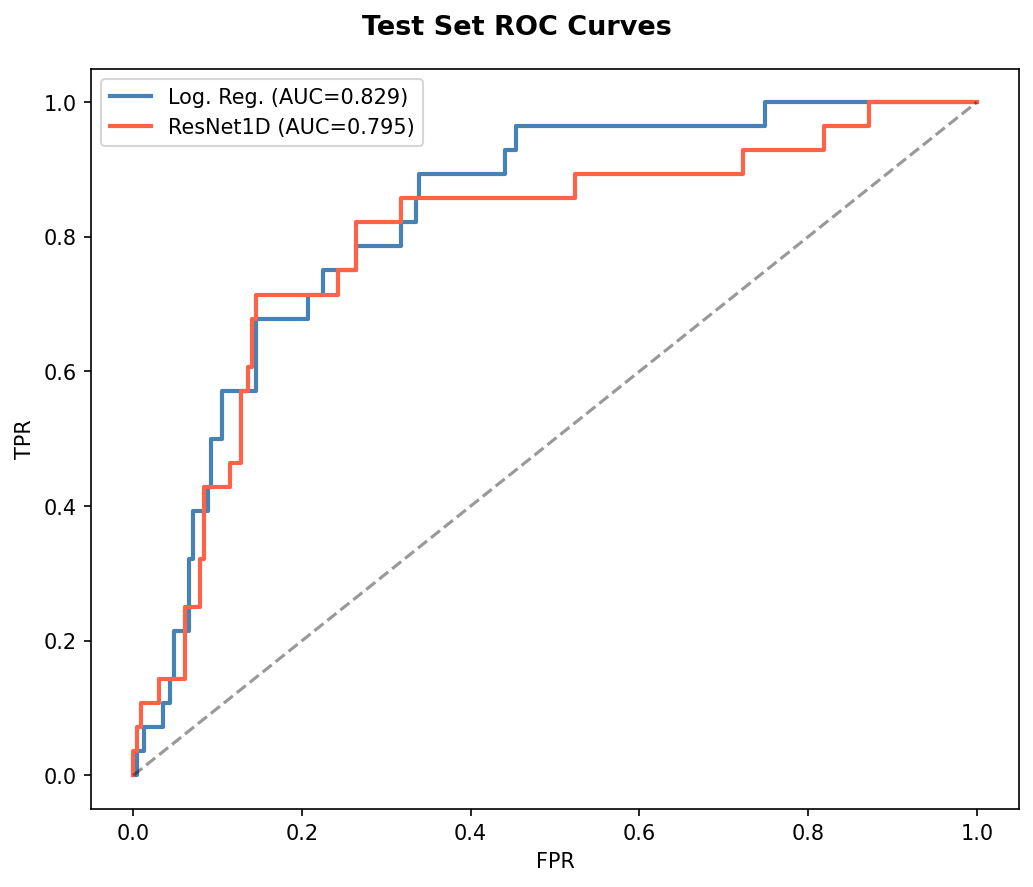 Test Set ROC Curves
Log. Reg. (AUC=0.829)
ResNet1D (AUC=0.795)
1.0
0.8
0.6
0.4
0.2
0.0
TPR
0.0 0.2 0.4 0.6 0.8 1.0
FPR